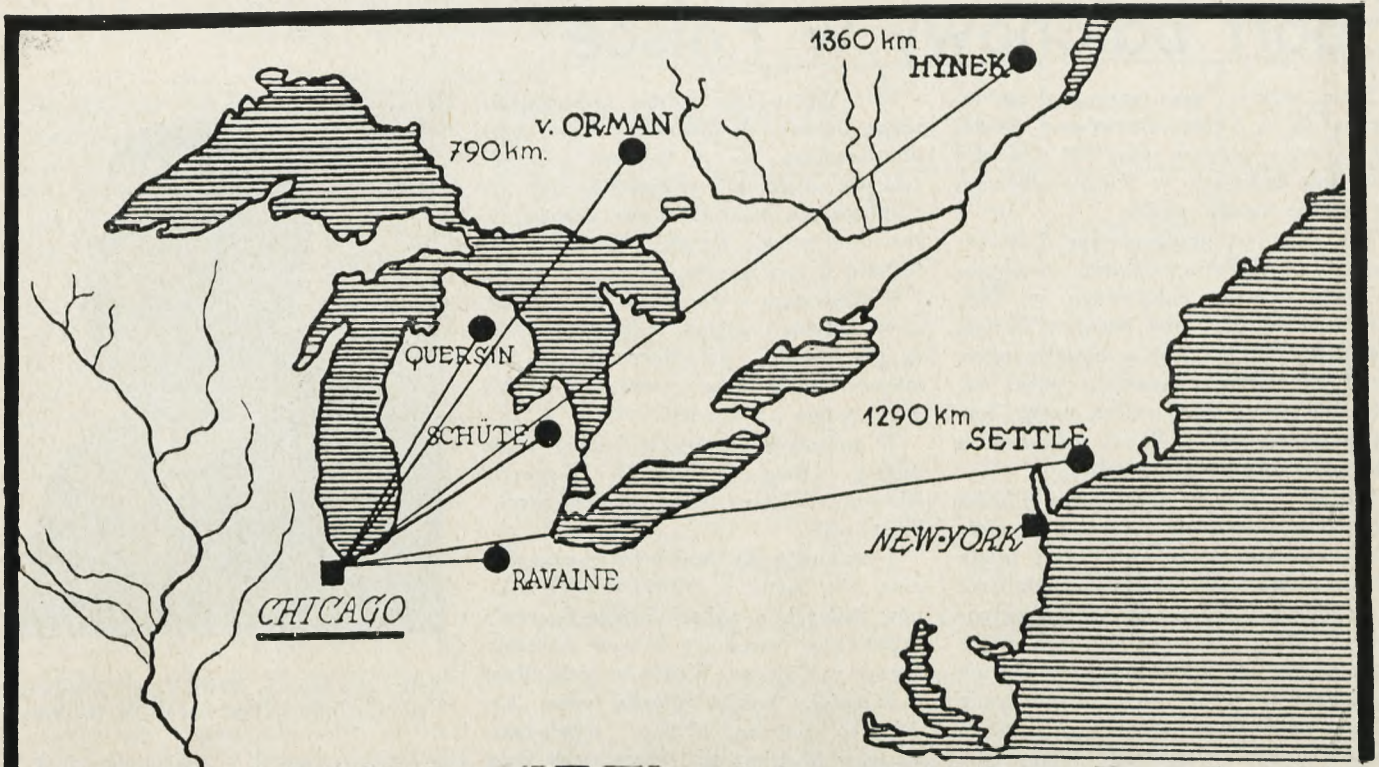 1360 km
HYNEK
v. ORMAN
790 km.
QUERSIN
SCHÜTE
1290 km
SETTLE
NEW-YORK
RAVAINE
CHICAGO